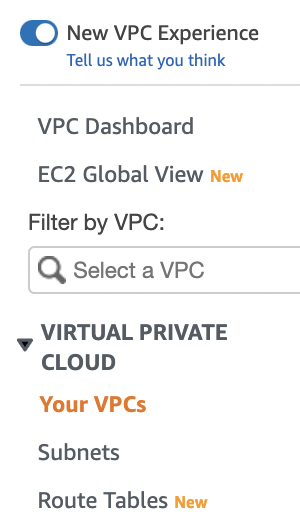 New VPC Experience
Tell us what you think
VPC Dashboard
EC2 Global View New
Filter by VPC:
Select a VPC
VIRTUAL PRIVATE
CLOUD
Your VPCs
Subnets
Route Tables New